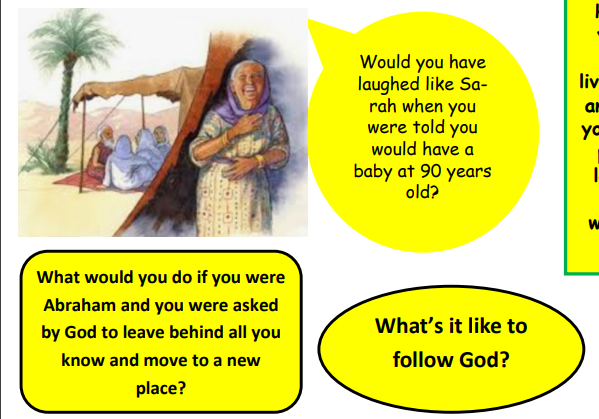 Would you have
laughed like Sa-
rah when you
were told you
would have a
baby at 90 years
old?
What would you do if you were
Abraham and you were asked
by God to leave behind all you
know and move to a new
place?
What's it like to
follow God?